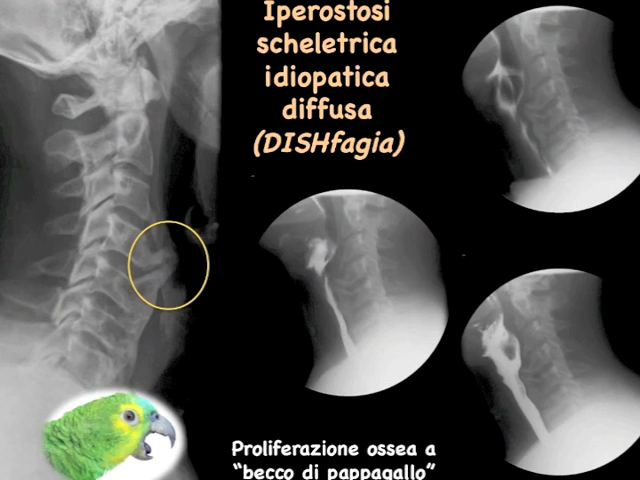 Iperostosi
scheletrica
idiopatica
diffusa
(DISHfagia)
Proliferazione ossea a
“becco di pappagallo”